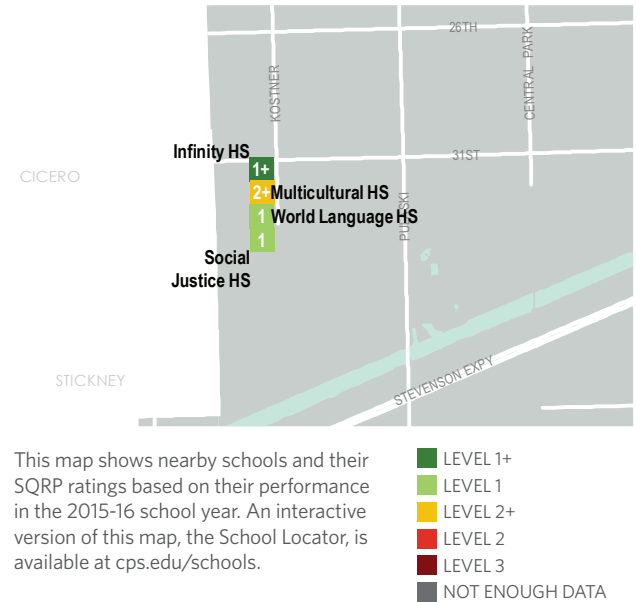 26TH
KOSTNER
CENTRAL PARK
Infinity HS
31ST
1+
CICERO
2+ Multicultural HS
1 World Language HS
PULASKI
1
Social
Justice HS
STEVENSON EXPY
STICKNEY
This map shows nearby schools and their
SQRP ratings based on their performance
in the 2015-16 school year. An interactive
version of this map, the School Locator, is
available at cps.edu/schools.
LEVEL 1+
LEVEL 1
LEVEL 2+
LEVEL 2
LEVEL 3
NOT ENOUGH DATA